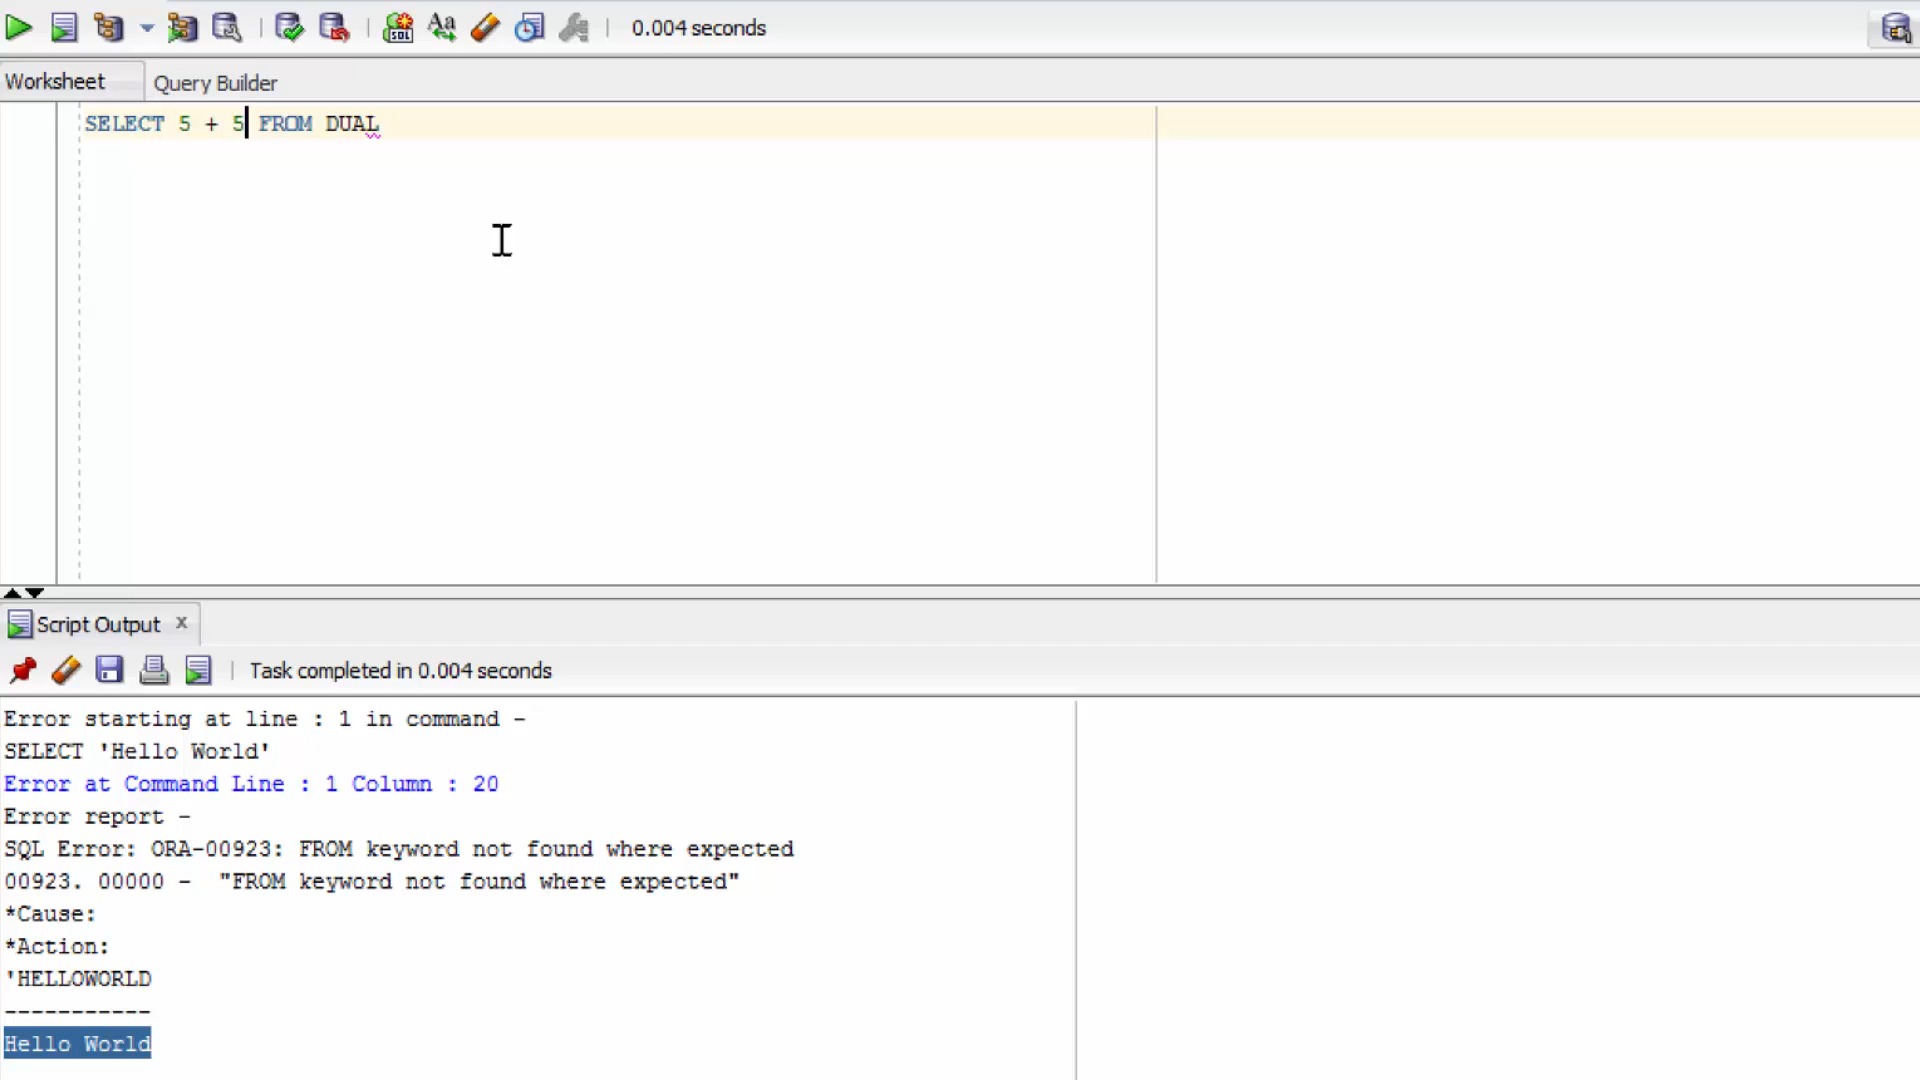 0.004 seconds
Worksheet
Query Builder
SELECT 5 + 5 FROM DUAL
Script Output
Task completed in 0.004 seconds
Error starting at line : 1 in command -
SELECT 'Hello World'
Error at Command Line : 1 Column : 20
Error report -
SQL Error: ORA-00923: FROM keyword not found where expected
00923. 00000 -  "FROM keyword not found where expected"
*Cause:
*Action:
'HELLOWORLD
-----------
Hello World